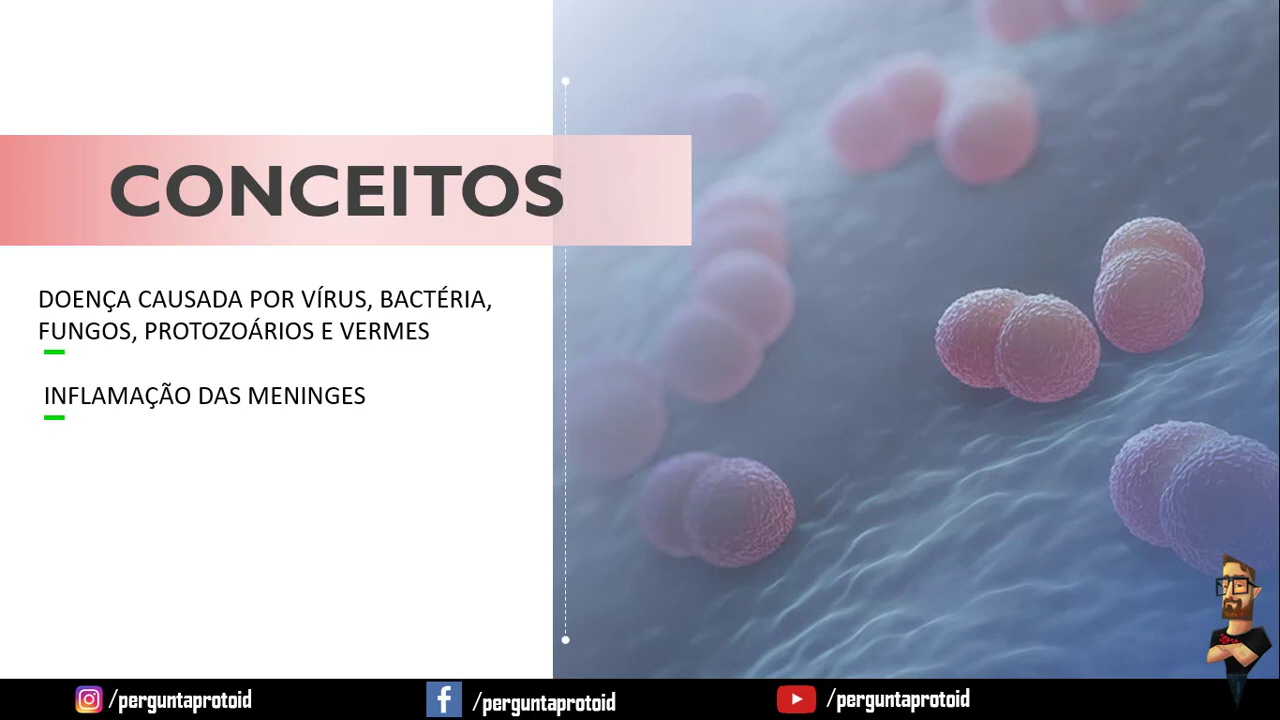 CONCEITOS
DOENÇA CAUSADA POR VÍRUS, BACTÉRIA,
FUNGOS, PROTOZOÁRIOS E VERMES
INFLAMAÇÃO DAS MENINGES
/perguntaprotoid
/perguntaprotoid
/perguntaprotoid